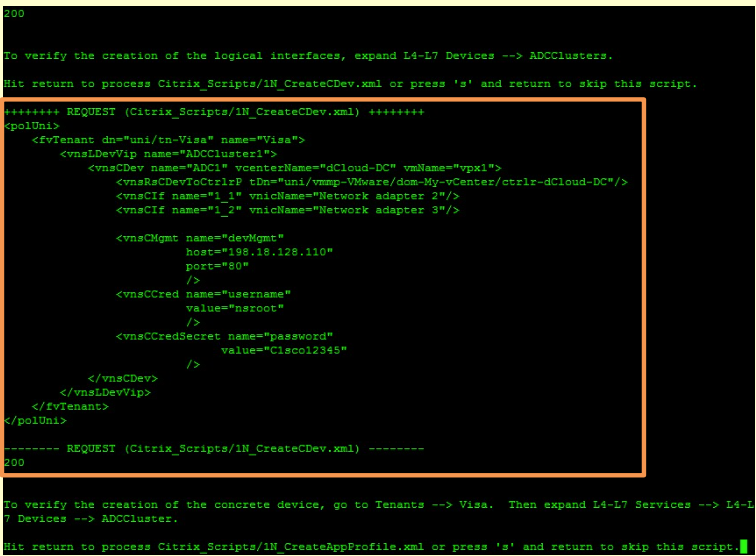 200
To verify the creation of the logical interfaces, expand L4-L7 Devices --> ADCClusters.
Hit return to process Citrix_Scripts/1N_CreateCDev.xml or press 's' and return to skip this script.
++++++++ REQUEST (Citrix_Scripts/1N_CreateCDev.xml) ++++++++
<polUni>
<fvTenant dn="uni/tn-Visa" name="Visa">
<vnsLDevVip name="ADCCluster1">
<vnsCDev name="ADC1" vcenterName="dCloud-DC" vmName="vpx1">
<vnsRsCDevToCtrlrP tDn="uni/vmmp-VMware/dom-My-vCenter/ctrlr-dCloud-DC"/>
<vnsCIf name="1_1" vnicName="Network adapter 2"/>
<vnsCIf name="1_2" vnicName="Network adapter 3"/>
<vnsCMgmt name="devMgmt"
host="198.18.128.110"
port="80"
/>
<vnsCCred name="username"
value="nsroot"
/>
<vnsCCredSecret name="password"
value="C1sco12345"
/>
</vnsCDev>
</vnsLDevVip>
</fvTenant>
</polUni>
-------- REQUEST (Citrix_Scripts/1N_CreateCDev.xml) --------
200
To verify the creation of the concrete device, go to Tenants --> Visa.  Then expand L4-L7 Services --> L4-L
7 Devices --> ADCCluster.
Hit return to process Citrix_Scripts/1N_CreateAppProfile.xml or press 's' and return to skip this script.